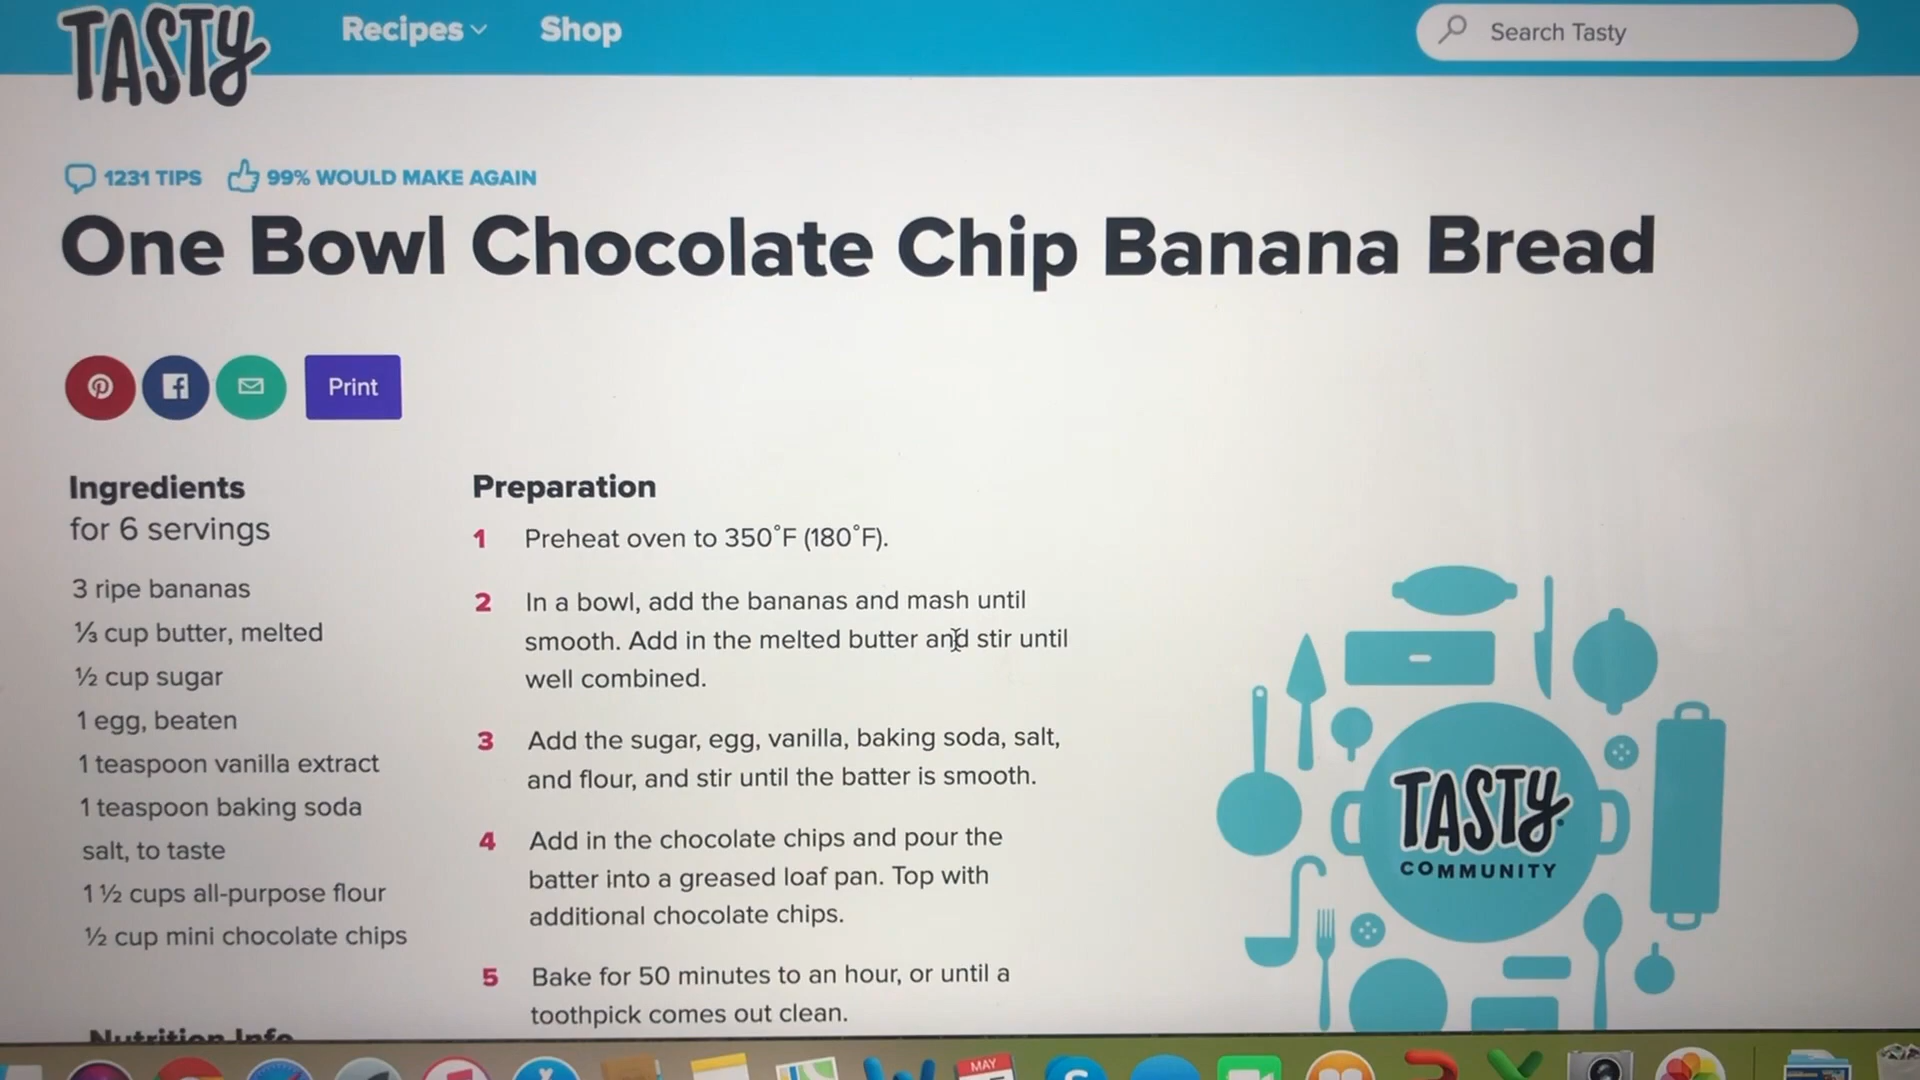 TASTY
Recipes
Shop
Search Tasty
1231 TIPS
99% WOULD MAKE AGAIN
One Bowl Chocolate Chip Banana Bread
Print
Ingredients
for 6 servings
3 ripe bananas
⅓ cup butter, melted
½ cup sugar
1 egg, beaten
1 teaspoon vanilla extract
1 teaspoon baking soda
salt, to taste
1 ½ cups all-purpose flour
½ cup mini chocolate chips
Nutrition Info
Preparation
1 Preheat oven to 350°F (180°F).
2 In a bowl, add the bananas and mash until
smooth. Add in the melted butter and stir until
well combined.
3 Add the sugar, egg, vanilla, baking soda, salt,
and flour, and stir until the batter is smooth.
4 Add in the chocolate chips and pour the
batter into a greased loaf pan. Top with
additional chocolate chips.
5 Bake for 50 minutes to an hour, or until a
toothpick comes out clean.
TASTY
COMMUNITY
MAY